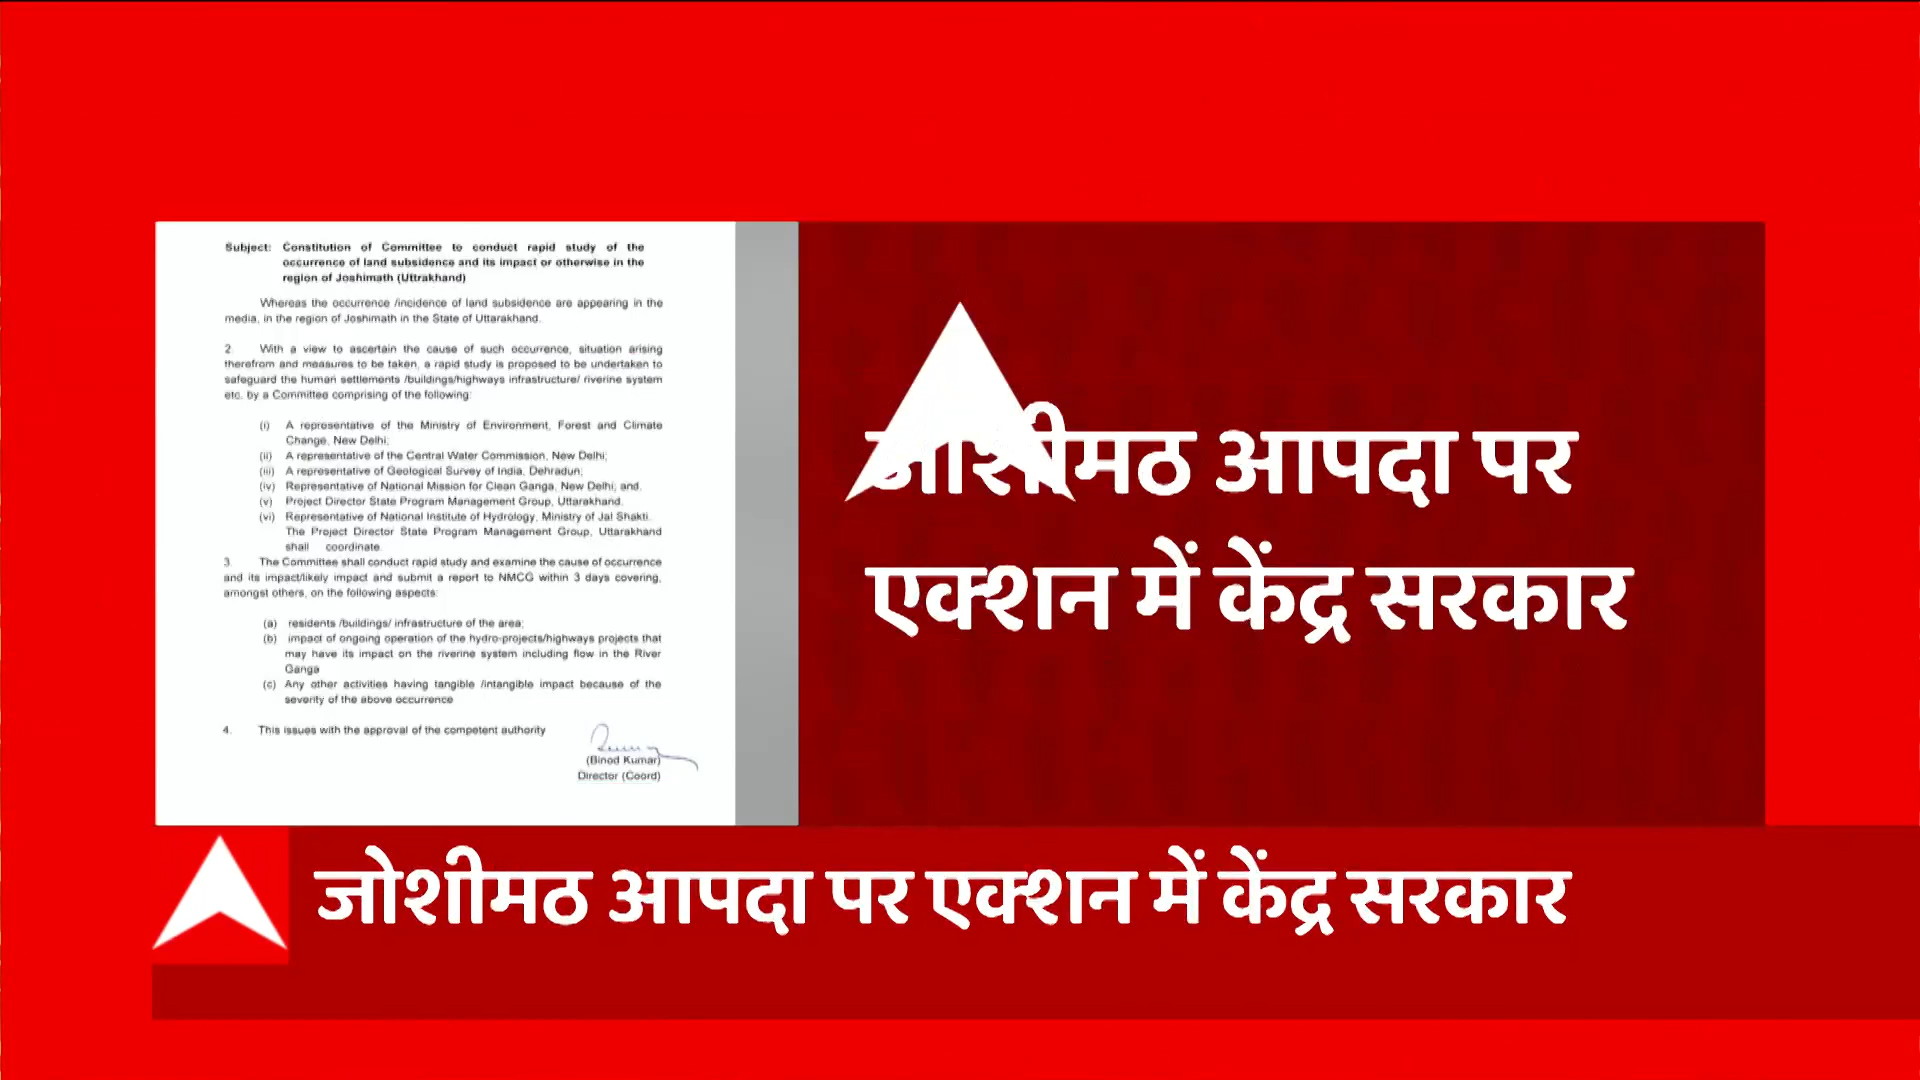 Subject: Constitution of Committee to conduct rapid study of the
occurrence of land subsidence and its impact or otherwise in the
region of Joshimath (Uttrakhand)
Whereas the occurrence /incidence of land subsidence are appearing in the
media, in the region of Joshimath in the State of Uttarakhand.
2. With a view to ascertain the cause of such occurrence, situation arising
therefrom and measures to be taken, a rapid study is proposed to be undertaken to
safeguard the human settlements /buildings/highways infrastructure/ riverine system
etc. by a Committee comprising of the following:
(i) A representative of the Ministry of Environment, Forest and Climate
Change, New Delhi;
(ii) A representative of the Central Water Commission, New Delhi;
(iii) A representative of Geological Survey of India, Dehradun;
(iv) Representative of National Mission for Clean Ganga, New Delhi; and.
(v) Project Director State Program Management Group, Uttarakhand.
(vi) Representative of National Institute of Hydrology, Ministry of Jal Shakti.
The Project Director State Program Management Group, Uttarakhand
shall coordinate.
3. The Committee shall conduct rapid study and examine the cause of occurrence
and its impact/likely impact and submit a report to NMCG within 3 days covering,
amongst others, on the following aspects:
(a) residents /buildings/ infrastructure of the area;
(b) impact of ongoing operation of the hydro-projects/highways projects that
may have its impact on the riverine system including flow in the River
Ganga
(c) Any other activities having tangible /intangible impact because of the
severity of the above occurrence
4. This issues with the approval of the competent authority
(Binod Kumar)
Director (Coord)
जोशीमठ आपदा पर
एक्शन में केंद्र सरकार
जोशीमठ आपदा पर एक्शन में केंद्र सरकार